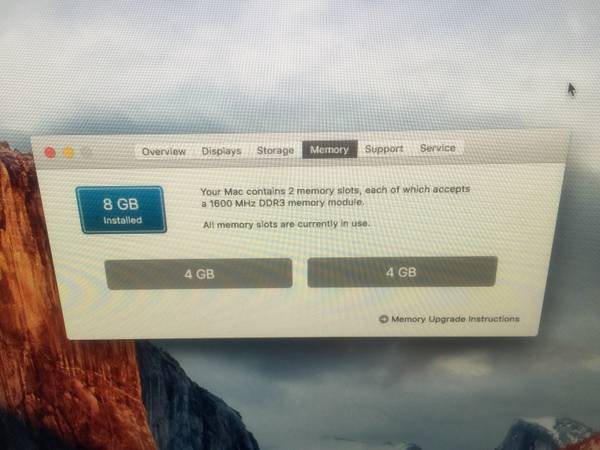 Overview Displays Storage Memory Support Service
8 GB
Installed
Your Mac contains 2 memory slots, each of which accepts
a 1600 MHz DDR3 memory module.
All memory slots are currently in use.
4 GB 4 GB
Memory Upgrade Instructions